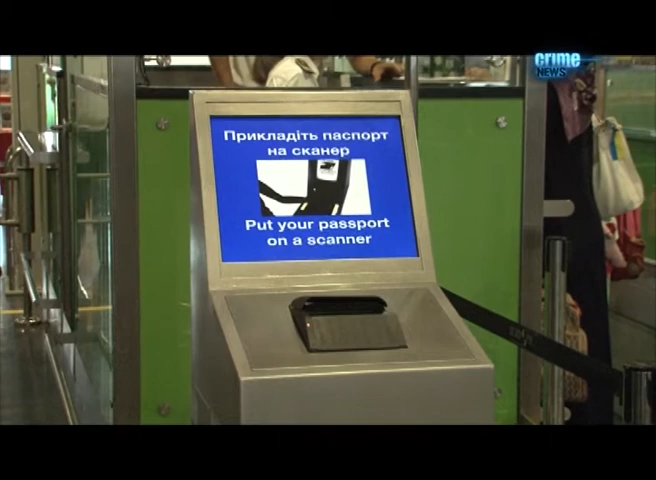 crime
NEWS
Прикладіть паспорт
на сканер
Put your passport
on a scanner